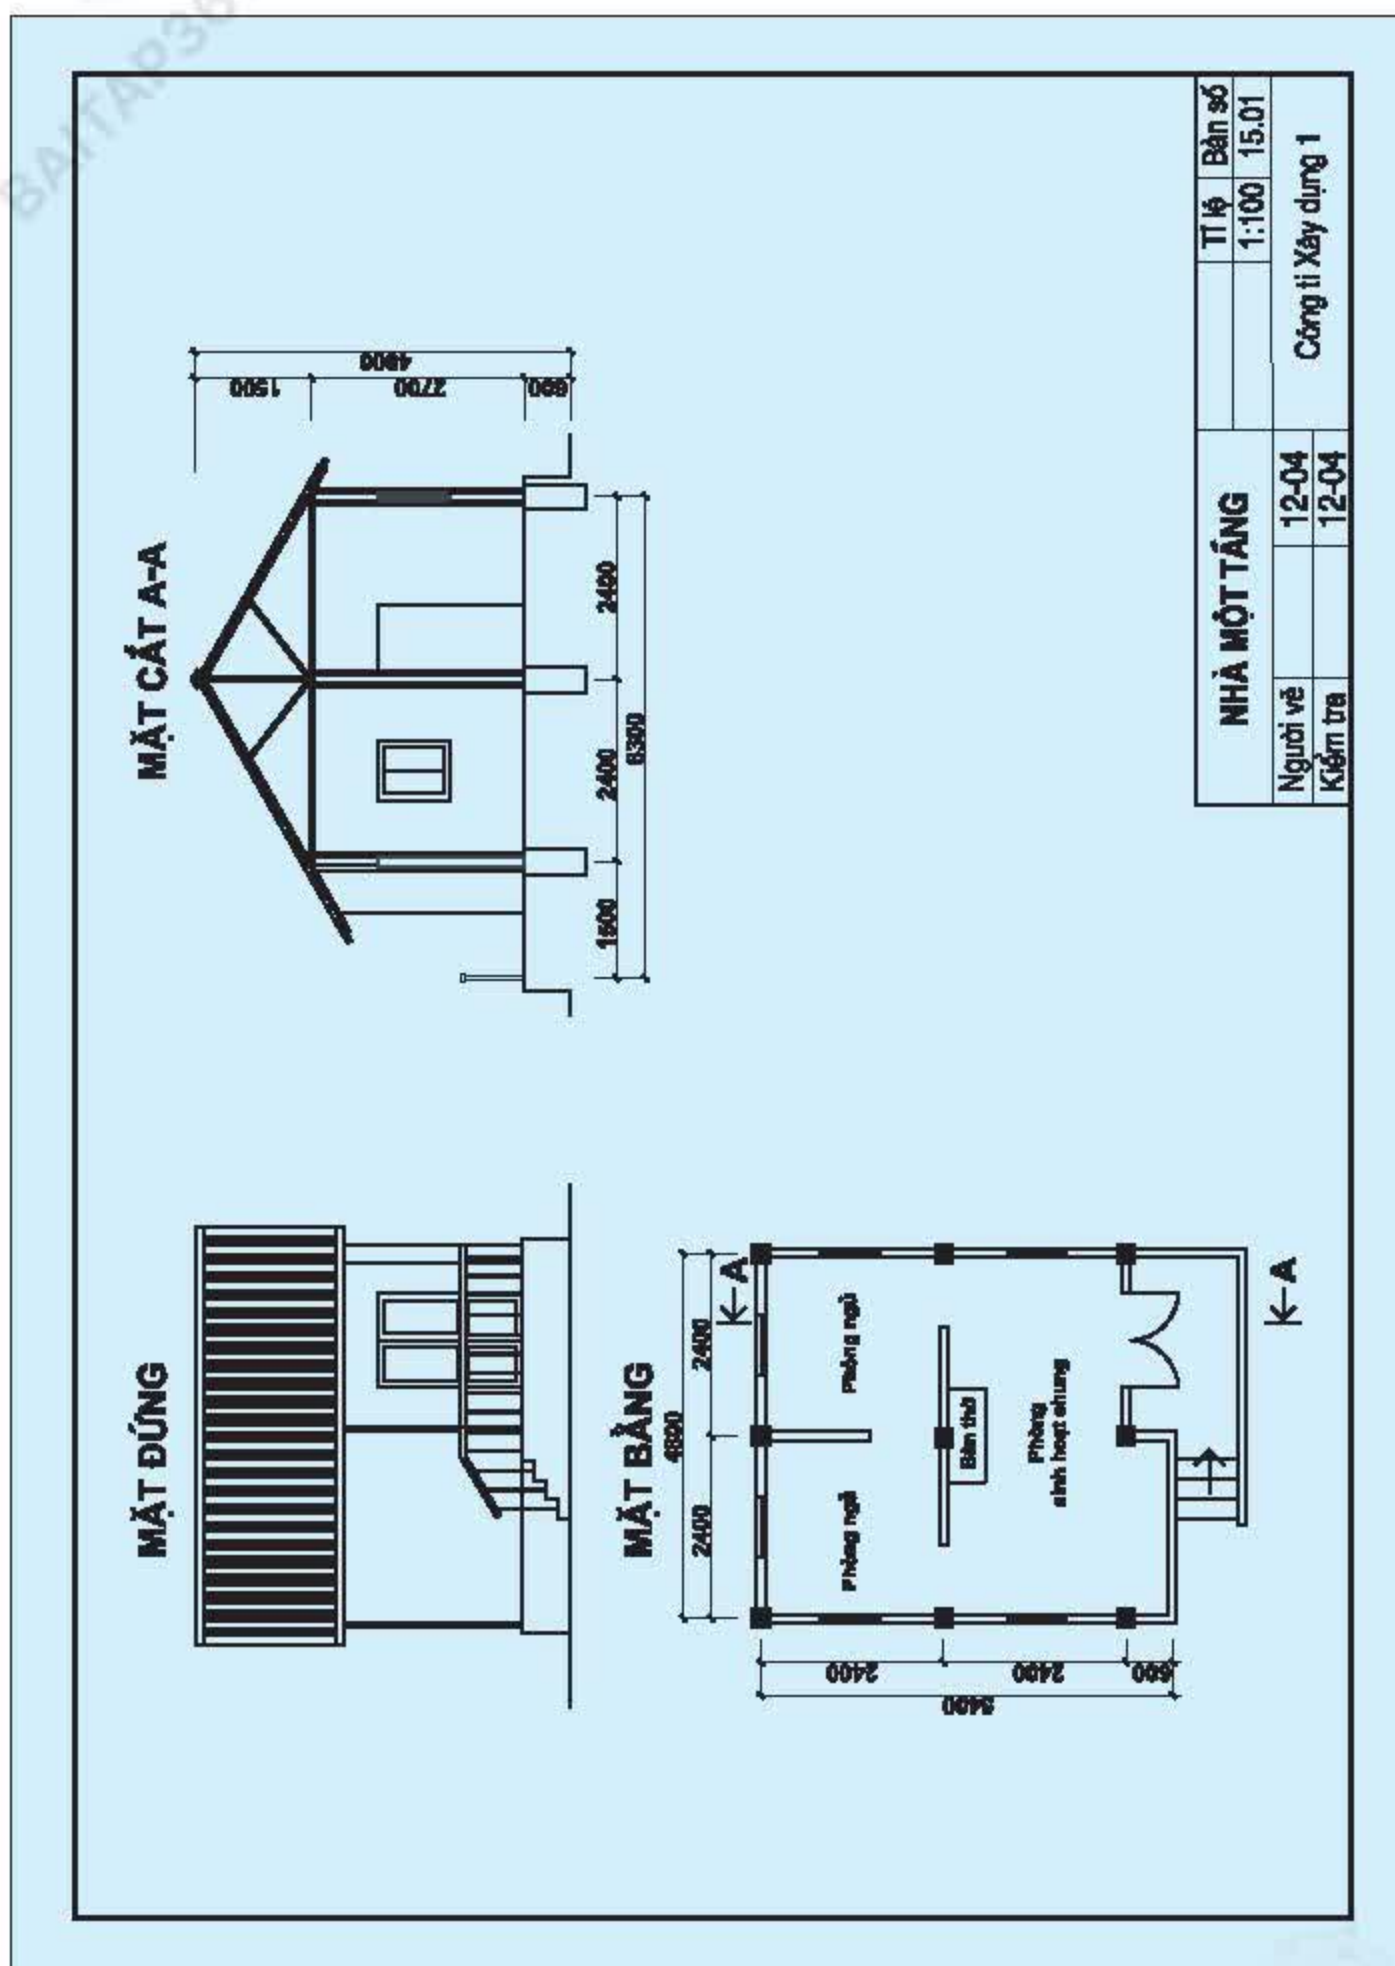 BAITAP36
MẶT ĐỨNG
MẶT CẮT A-A
1500
2700
600
4800
1500
2400
2400
6300
MẶT BẰNG
4800
2400
2400
A
Phòng ngủ
Phòng ngủ
Bàn thờ
Phòng
sinh hoạt chung
2400
2400
600
5400
A
NHÀ MỘT TẦNG
Tỉ lệ Bản số
1:100 15.01
Người vẽ 12-04
Kiểm tra 12-04
Công ti Xây dựng 1